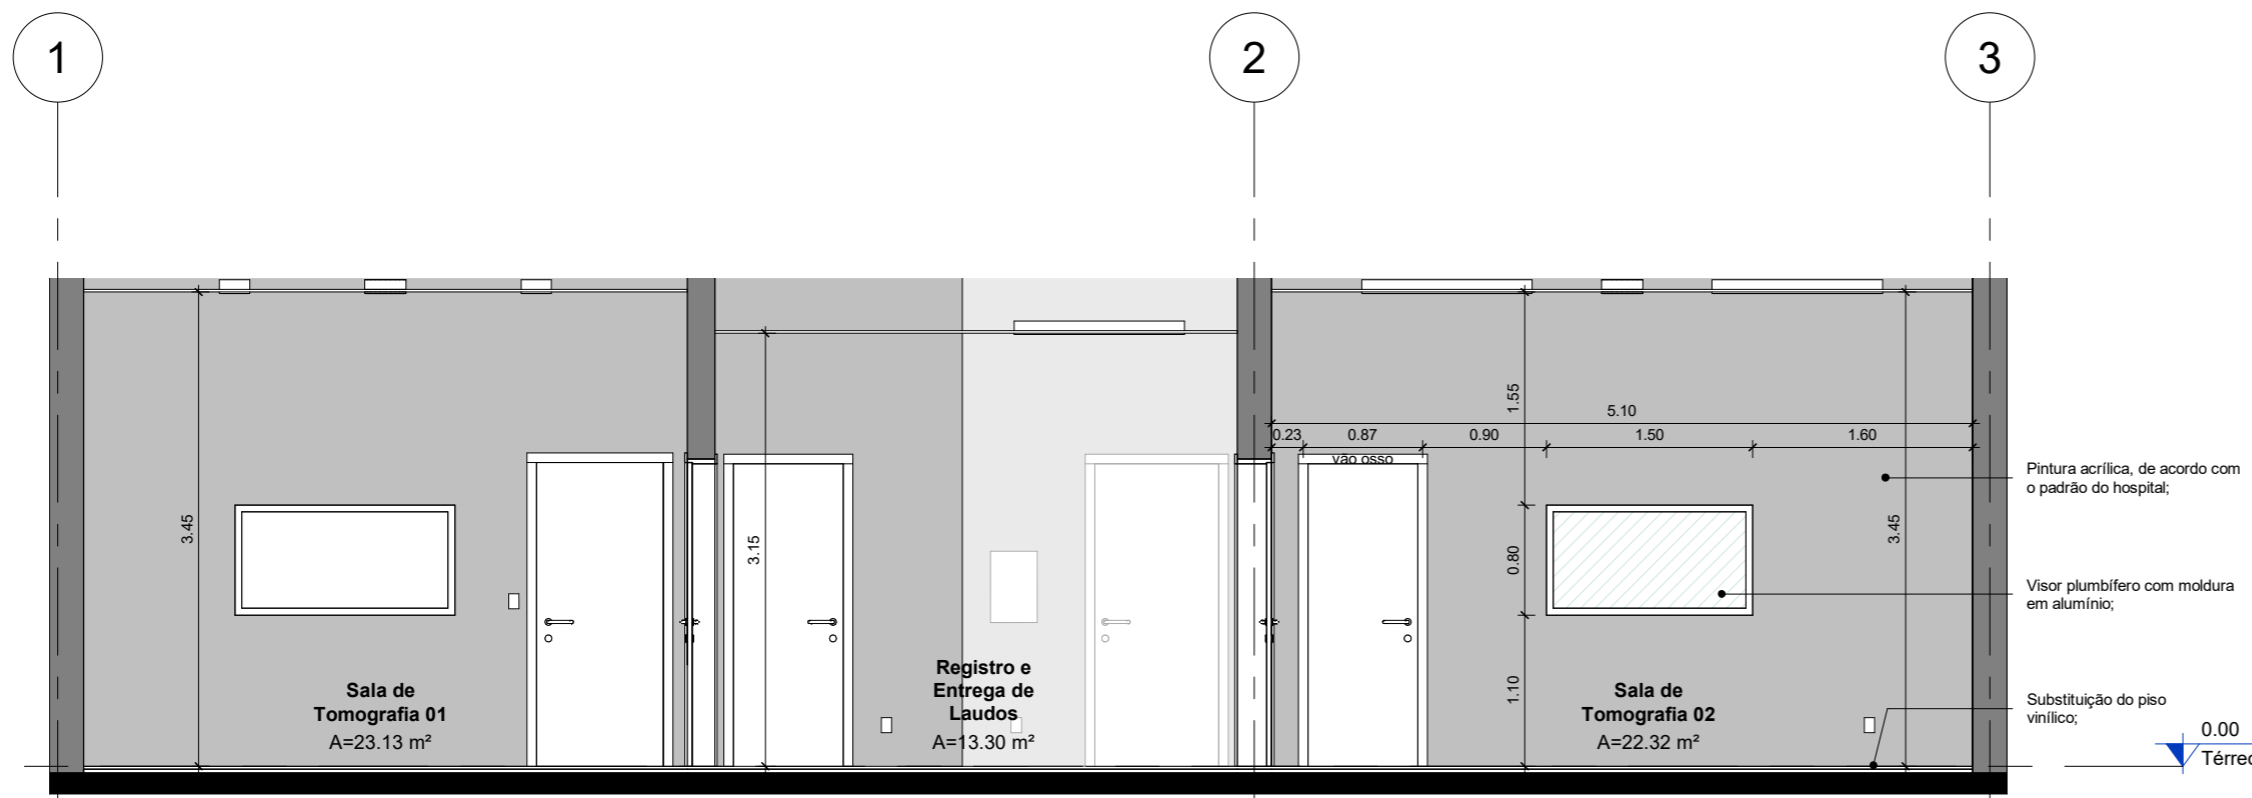 1
2
3
1.55
5.10
0.23
0.87
0.90
1.50
1.60
vão osso
Pintura acrílica, de acordo com
o padrão do hospital;
3.45
3.15
0.80
3.45
Visor plumbífero com moldura
em alumínio;
Sala de
Tomografia 01
A=23.13 m²
Registro e
Entrega de
Laudos
A=13.30 m²
1.10
Sala de
Tomografia 02
A=22.32 m²
Substituição do piso
vinílico;
0.00
Térreo